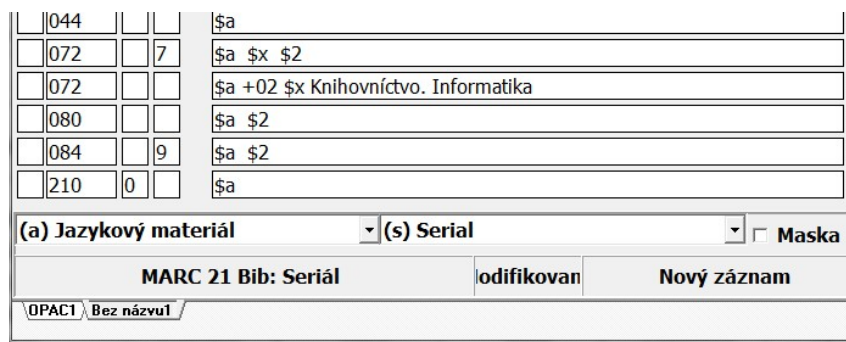 044 $a
072 7 $a $x $2
072 $a +02 $x Knihovníctvo. Informatika
080 $a $2
084 9 $a $2
210 0 $a
(a) Jazykový materiál (s) Serial Maska
MARC 21 Bib: Seriál odifikovan Nový záznam
OPAC1 Bez názvu1